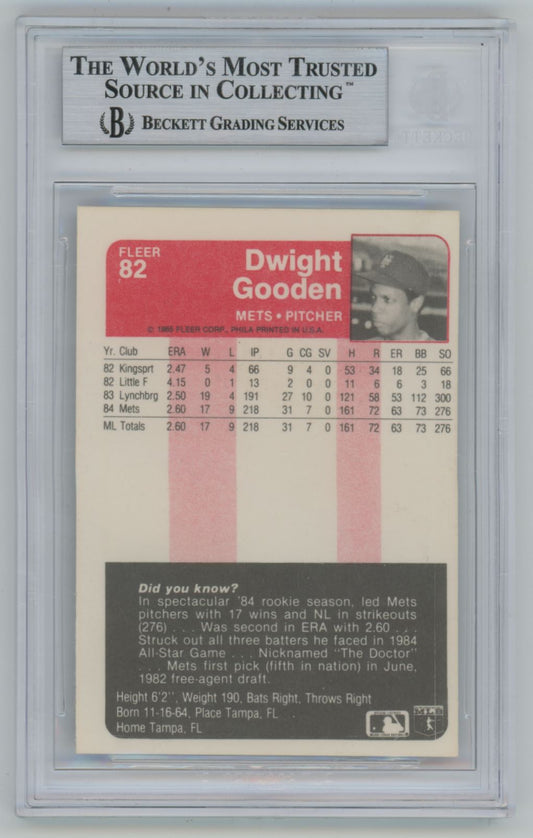 THE WORLD'S MOST TRUSTED
SOURCE IN COLLECTING™
B BECKETT GRADING SERVICES
BECKETT
FLEER
82
Dwight
Gooden
METS • PITCHER
© 1985 FLEER CORP., PHILA PRINTED IN U.S.A.
Yr. Club ERA W L IP G CG SV H R ER BB SO
82 Kingsprt 2.47 5 4 66 9 4 0 53 34 18 25 66
82 Little F 4.15 0 1 13 2 0 0 11 6 6 3 18
83 Lynchbrg 2.50 19 4 191 27 10 0 121 58 53 112 300
84 Mets 2.60 17 9 218 31 7 0 161 72 63 73 276
ML Totals 2.60 17 9 218 31 7 0 161 72 63 73 276
Did you know?
In spectacular '84 rookie season, led Mets
pitchers with 17 wins and NL in strikeouts
(276) . . . Was second in ERA with 2.60 . . .
Struck out all three batters he faced in 1984
All-Star Game . . . Nicknamed "The Doctor"
. . . Mets first pick (fifth in nation) in June,
1982 free-agent draft.
Height 6'2'', Weight 190, Bats Right, Throws Right
Born 11-16-64, Place Tampa, FL
Home Tampa, FL
MLB